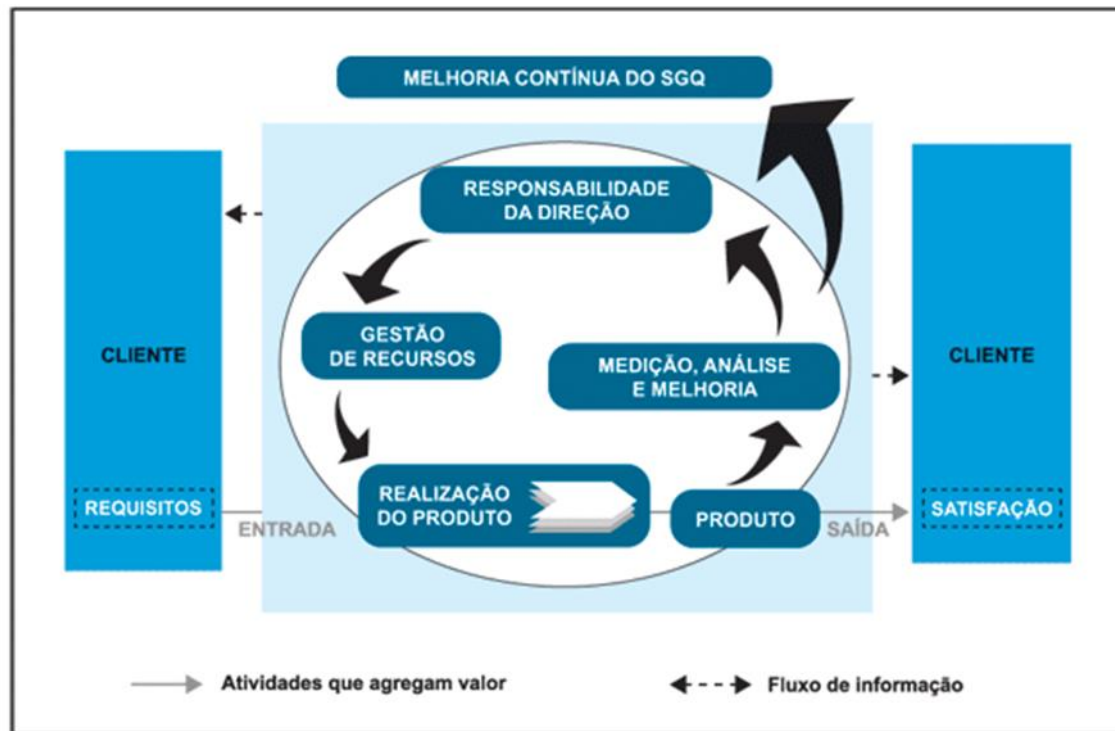 MELHORIA CONTÍNUA DO SGQ
RESPONSABILIDADE
DA DIREÇÃO
GESTÃO
DE RECURSOS
CLIENTE
MEDIÇÃO, ANÁLISE
E MELHORIA
CLIENTE
REQUISITOS
ENTRADA
REALIZAÇÃO
DO PRODUTO
PRODUTO
SAÍDA
SATISFAÇÃO
Atividades que agregam valor
Fluxo de informação